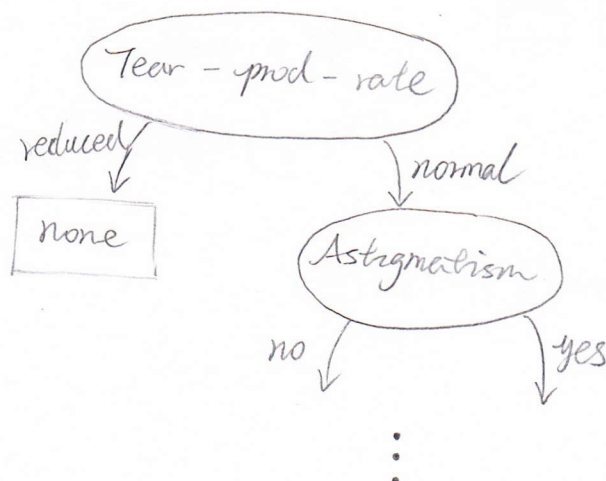 Tear - prod - rate
reduced
normal
none
Astigmatism
no
yes